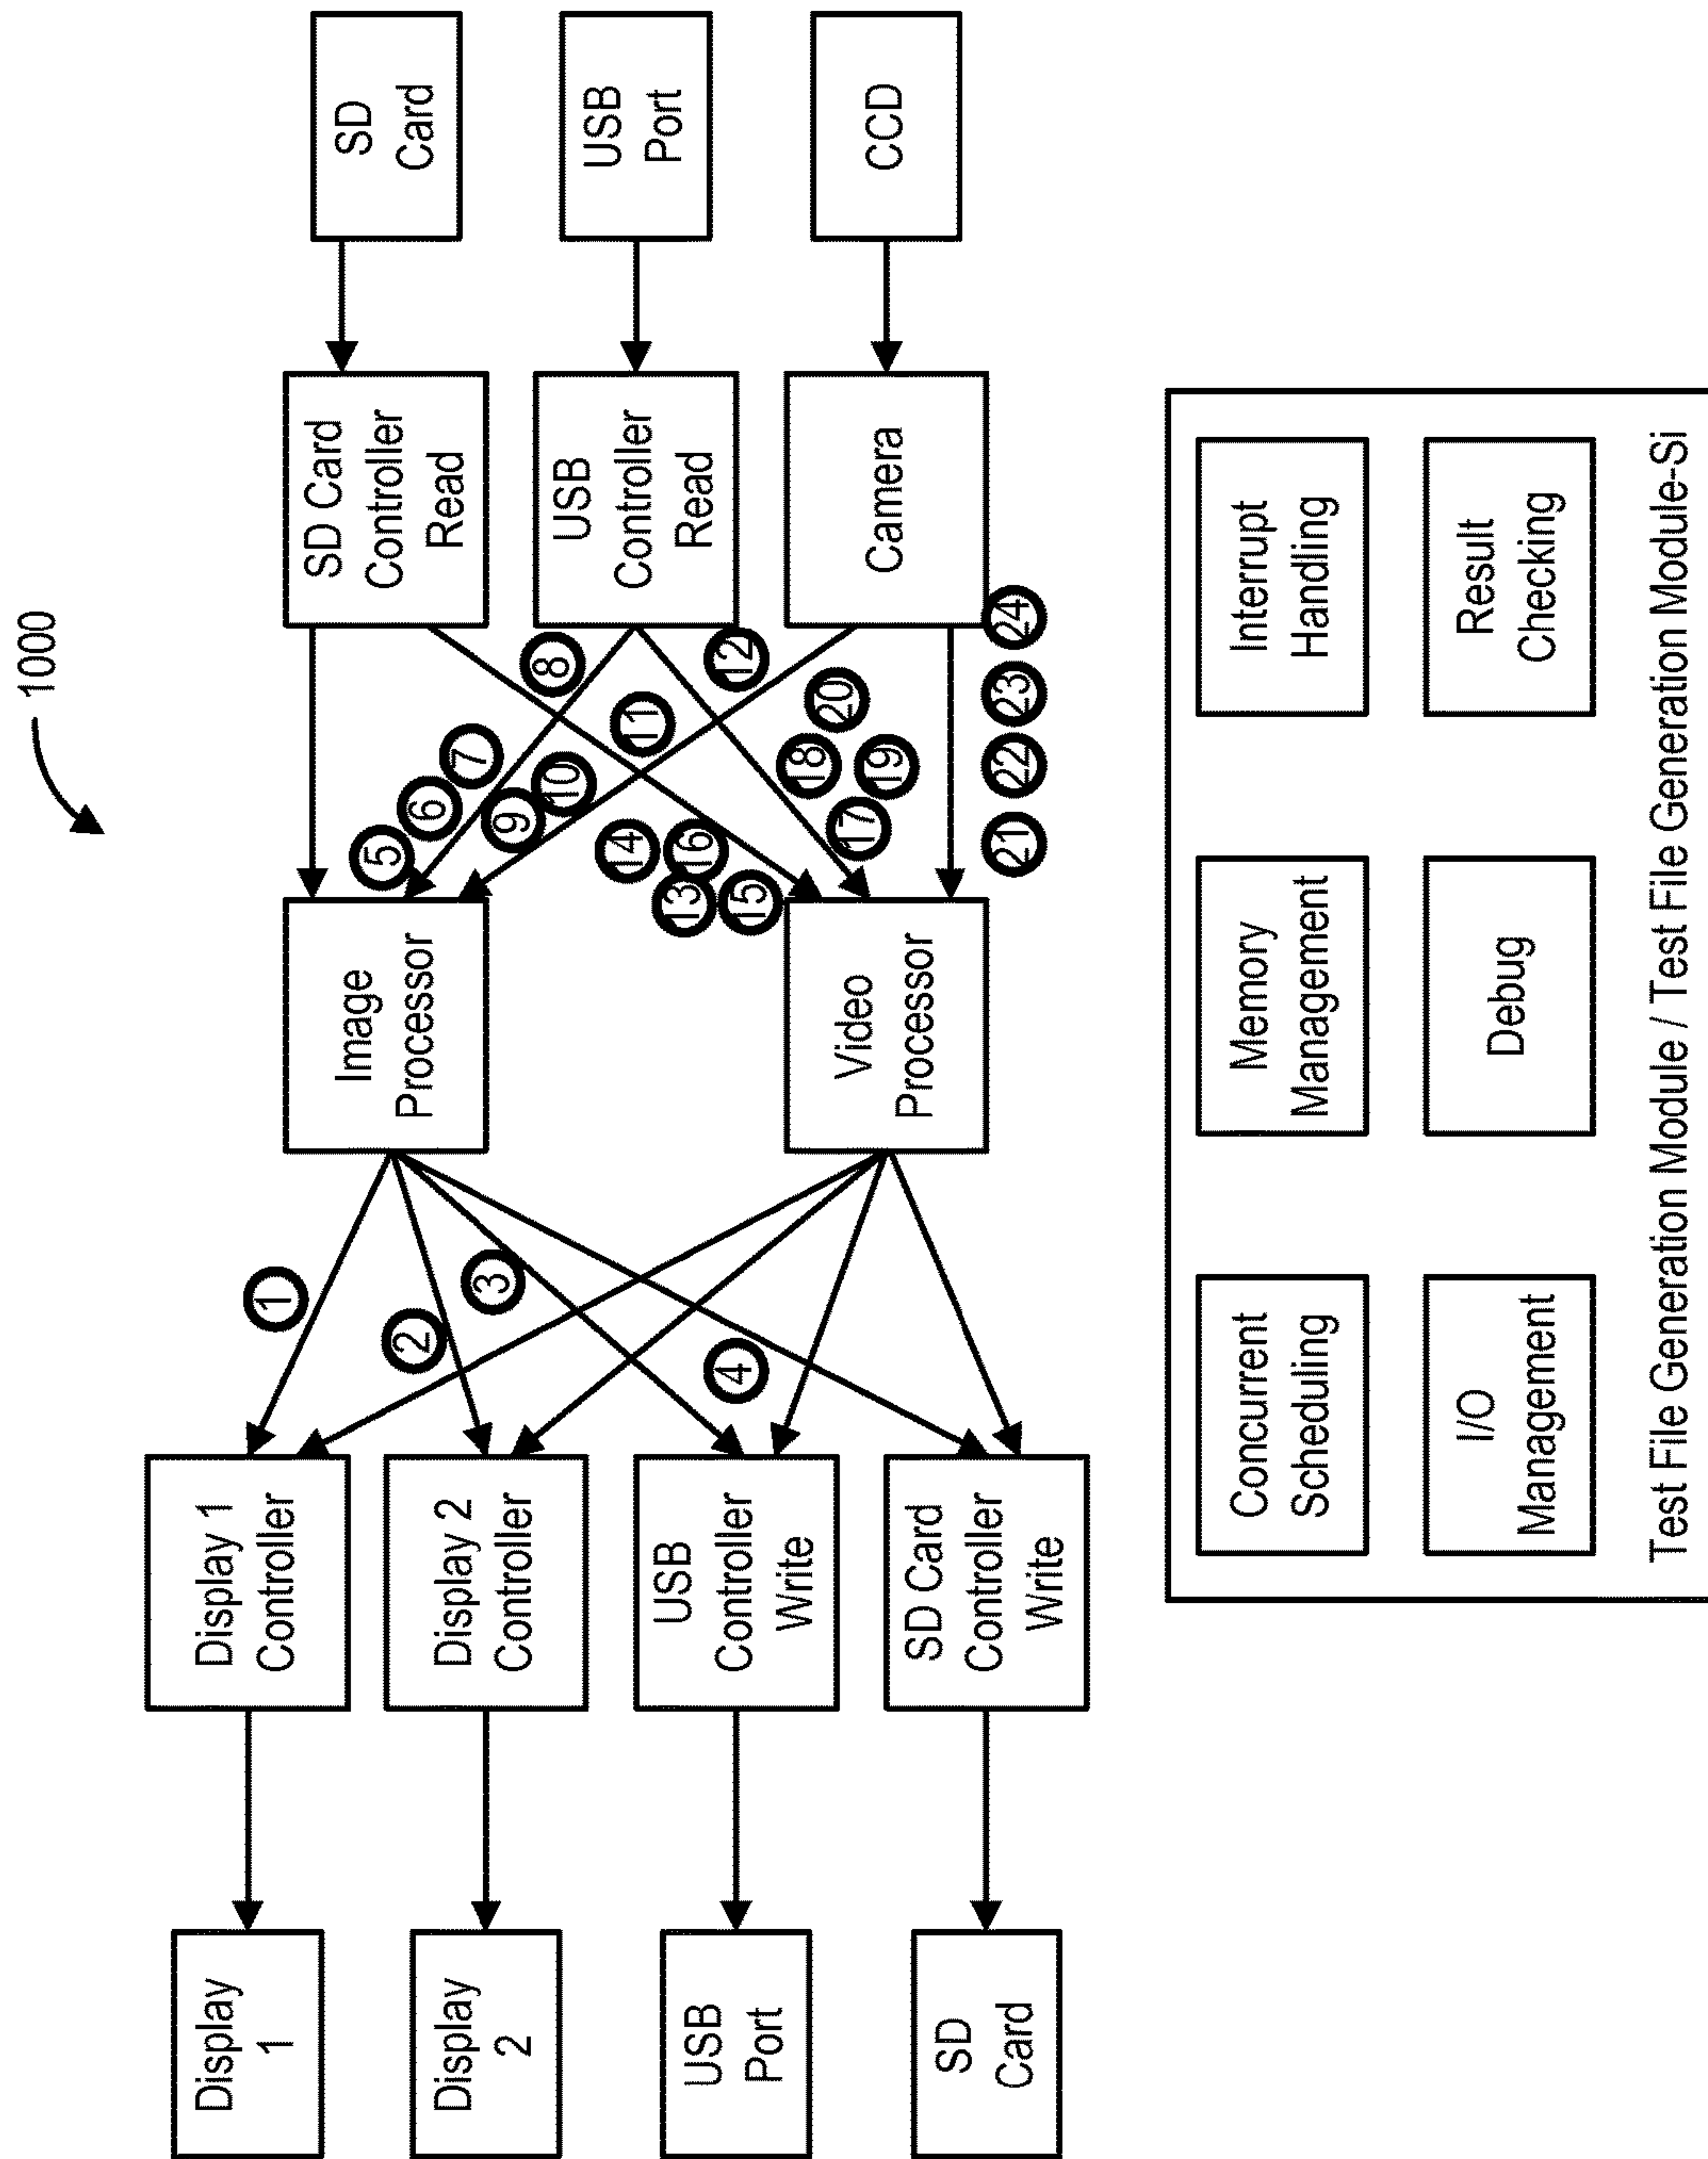 1000
Display
1
Display 1
Controller
Image
Processor
SD Card
Controller
Read
SD
Card
Display
2
Display 2
Controller
USB
Controller
Read
USB
Port
USB
Port
USB
Controller
Write
Video
Processor
Camera
CCD
SD
Card
SD Card
Controller
Write
1
2
3
4
5
6
7
8
9
10
11
12
13
14
15
16
17
18
19
20
21
22
23
24
Concurrent
Scheduling
Memory
Management
Interrupt
Handling
I/O
Management
Debug
Result
Checking
Test File Generation Module / Test File Generation Module-Si